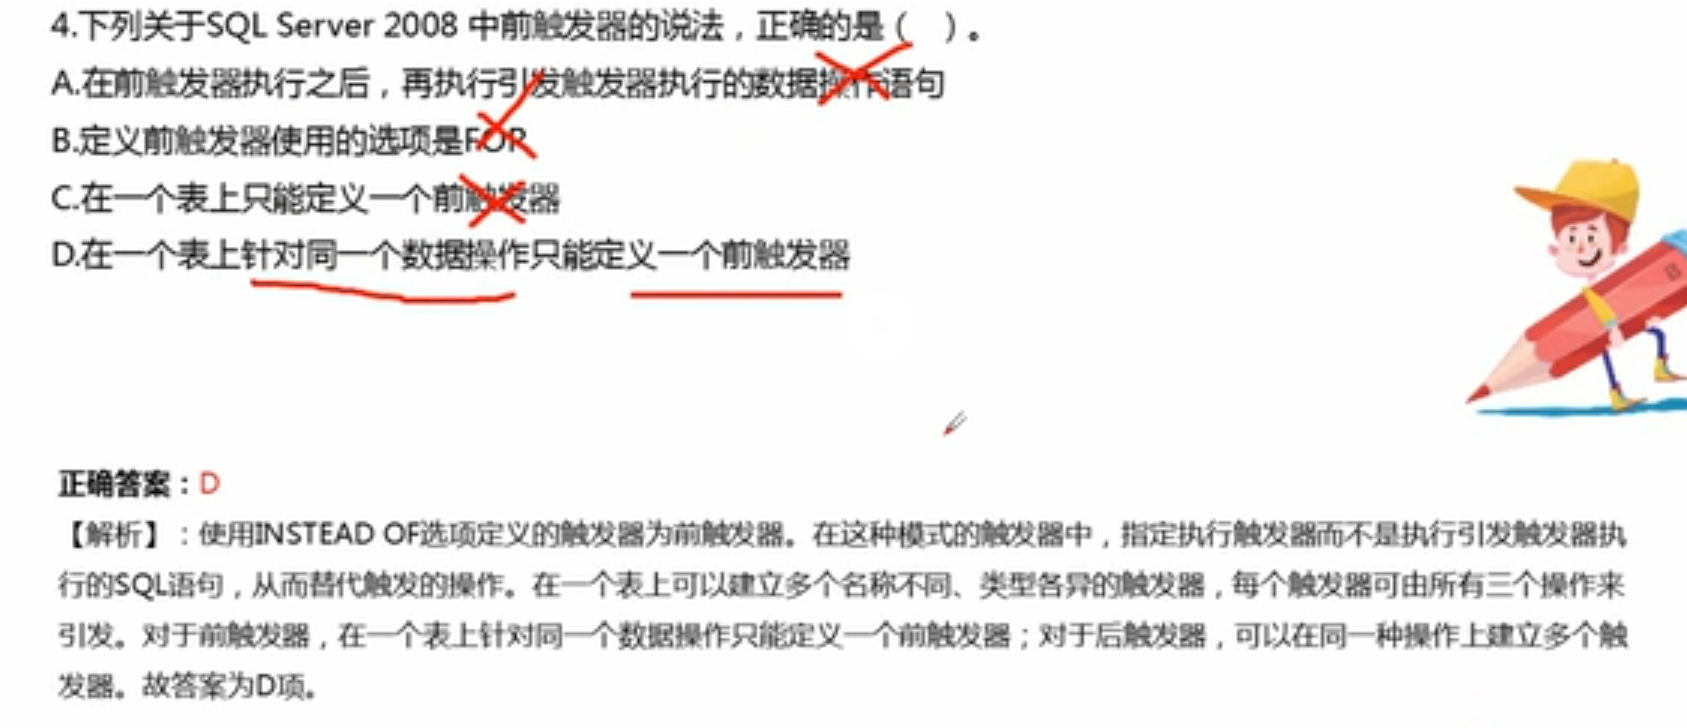 4.下列关于SQL Server 2008 中前触发器的说法，正确的是（ ）。
A.在前触发器执行之后，再执行引发触发器执行的数据操作语句
B.定义前触发器使用的选项是FOR
C.在一个表上只能定义一个前触发器
D.在一个表上针对同一个数据操作只能定义一个前触发器
B
正确答案：D
【解析】：使用INSTEAD OF选项定义的触发器为前触发器。在这种模式的触发器中，指定执行触发器而不是执行引发触发器执
行的SQL语句，从而替代触发的操作。在一个表上可以建立多个名称不同、类型各异的触发器，每个触发器可由所有三个操作来
引发。对于前触发器，在一个表上针对同一个数据操作只能定义一个前触发器；对于后触发器，可以在同一种操作上建立多个触
发器。故答案为D项。